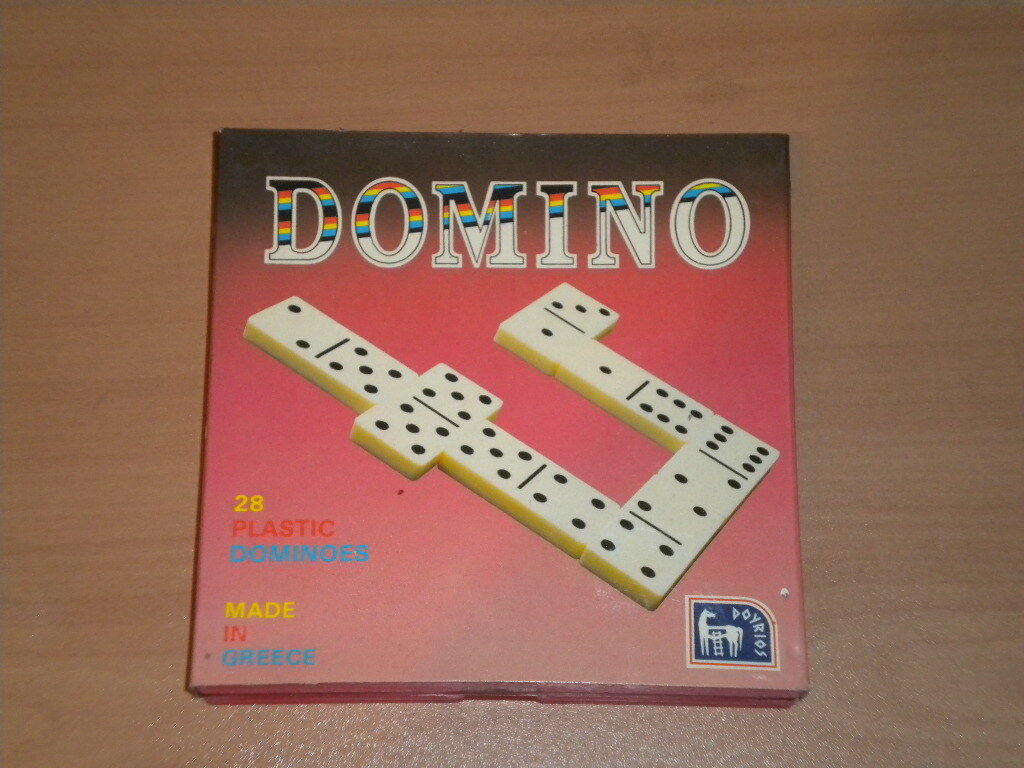 DOMINO
28
PLASTIC
DOMINOES
MADE
IN
GREECE
DOYRIOS